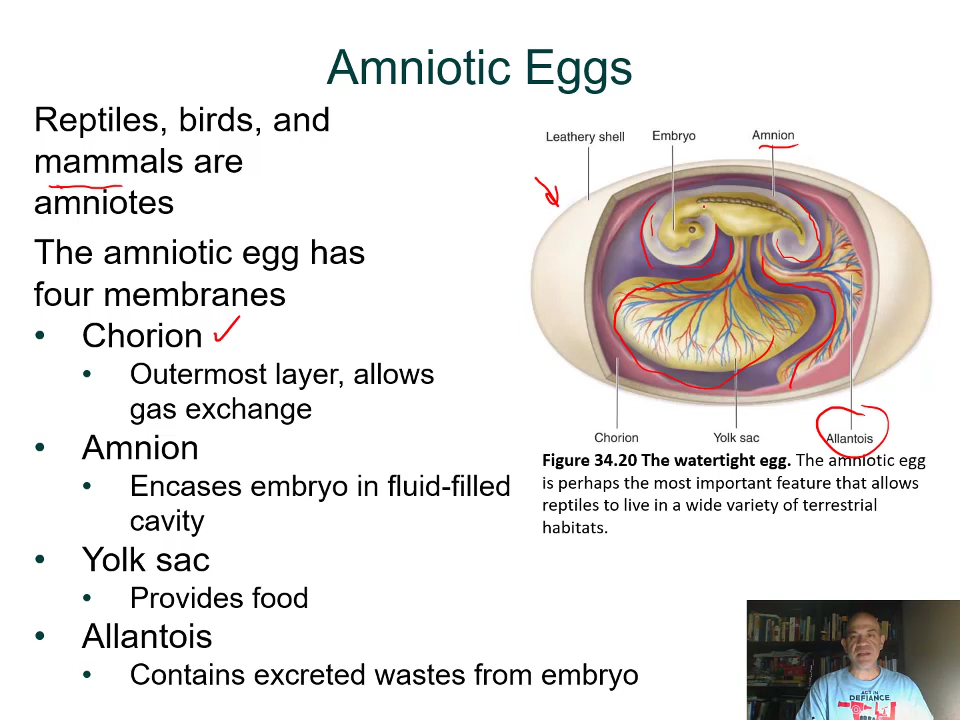 Amniotic Eggs
Reptiles, birds, and
mammals are
amniotes
The amniotic egg has
four membranes
• Chorion
• Outermost layer, allows
gas exchange
• Amnion
• Encases embryo in fluid-filled
cavity
• Yolk sac
• Provides food
• Allantois
• Contains excreted wastes from embryo
Leathery shell
Embryo
Amnion
Chorion
Yolk sac
Allantois
Figure 34.20 The watertight egg. The amniotic egg
is perhaps the most important feature that allows
reptiles to live in a wide variety of terrestrial
habitats.
ACT IN
DEFIANCE